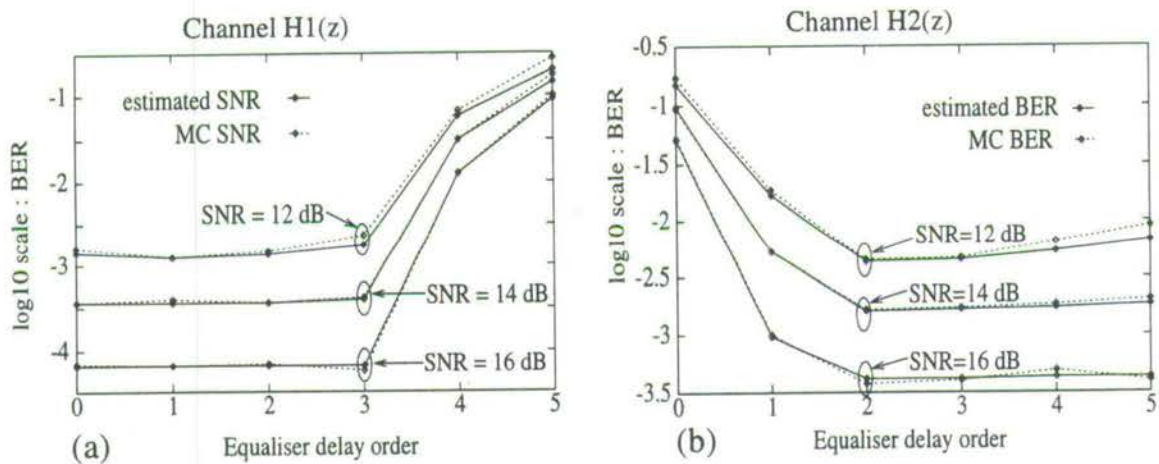 Channel H1(z)
log10 scale : BER
-1
-2
-3
-4
estimated SNR
MC SNR
SNR = 12 dB
SNR = 14 dB
SNR = 16 dB
0 1 2 3 4 5
(a)
Equaliser delay order
Channel H2(z)
log10 scale : BER
-0.5
-1
-1.5
-2
-2.5
-3
-3.5
estimated BER
MC BER
SNR=12 dB
SNR=14 dB
SNR=16 dB
0 1 2 3 4 5
(b)
Equaliser delay order